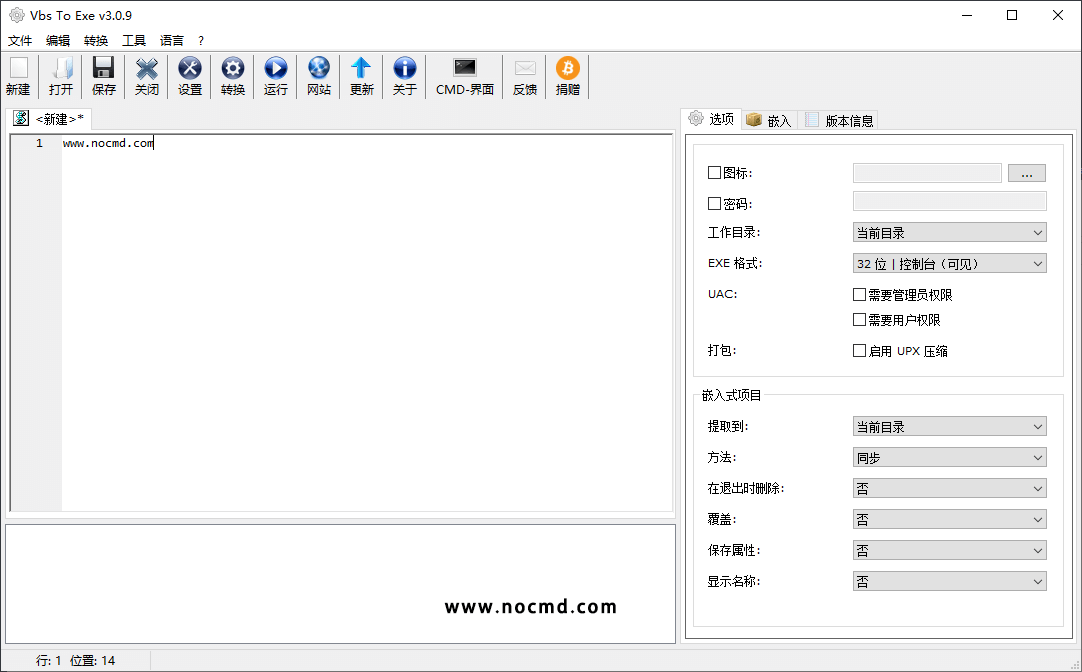 Vbs To Exe v3.0.9
文件 编辑 转换 工具 语言 ?
新建 打开 保存 关闭 设置 转换 运行 网站 更新 关于 CMD-界面 反馈 捐赠
<新建>*
1 www.nocmd.com
www.nocmd.com
行: 1 位置: 14
选项 嵌入 版本信息
图标: ...
密码:
工作目录: 当前目录
EXE 格式: 32 位 | 控制台（可见）
UAC: 需要管理员权限
需要用户权限
打包: 启用 UPX 压缩
嵌入式项目
提取到: 当前目录
方法: 同步
在退出时删除: 否
覆盖: 否
保存属性: 否
显示名称: 否